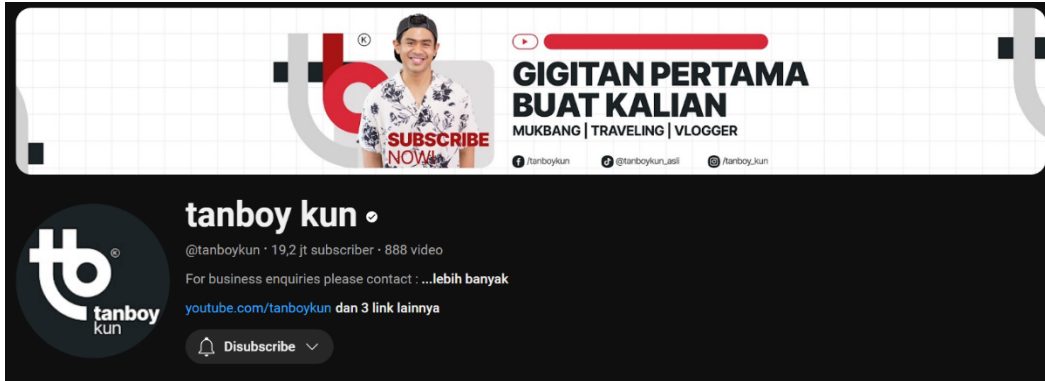 K
tb
GIGITAN PERTAMA
BUAT KALIAN
MUKBANG | TRAVELING | VLOGGER
SUBSCRIBE
NOW!
/tanboykun @tanboykun_asli /tanboy_kun
tb
K
tanboy
kun
tanboy kun
@tanboykun · 19,2 jt subscriber · 888 video
For business enquiries please contact : ...lebih banyak
youtube.com/tanboykun dan 3 link lainnya
Disubscribe